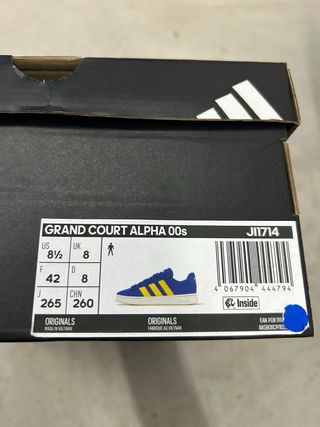 GRAND COURT ALPHA 00s JI1714
US UK
8½ 8
F D
42 8
J CHN
265 260
4 067904 444794
Inside
ORIGINALS ORIGINALS
MADE IN VIETNAM FABRIQUÉ AU VIETNAM